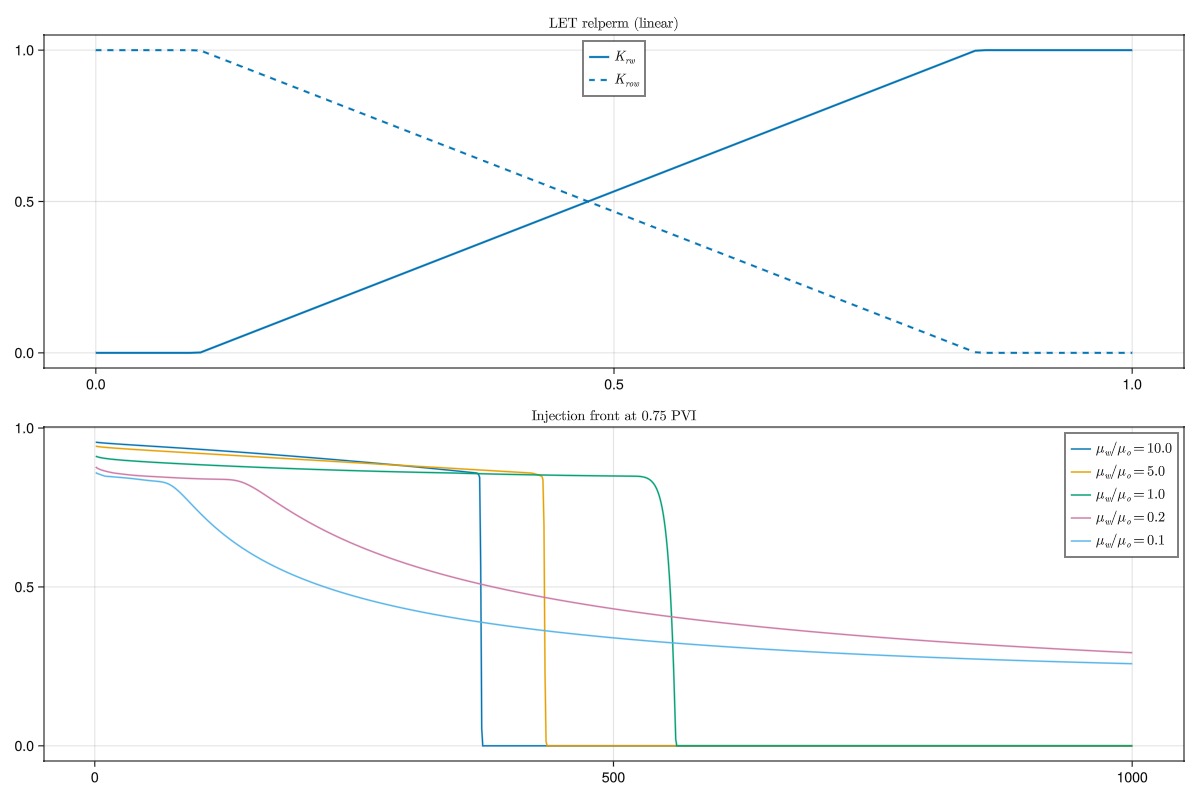 LET relperm (linear)
1.0
0.5
0.0
K_rw
K_row
0.0 0.5 1.0
Injection front at 0.75 PVI
1.0
0.5
0.0
μ_w/μ_o = 10.0
μ_w/μ_o = 5.0
μ_w/μ_o = 1.0
μ_w/μ_o = 0.2
μ_w/μ_o = 0.1
0 500 1000